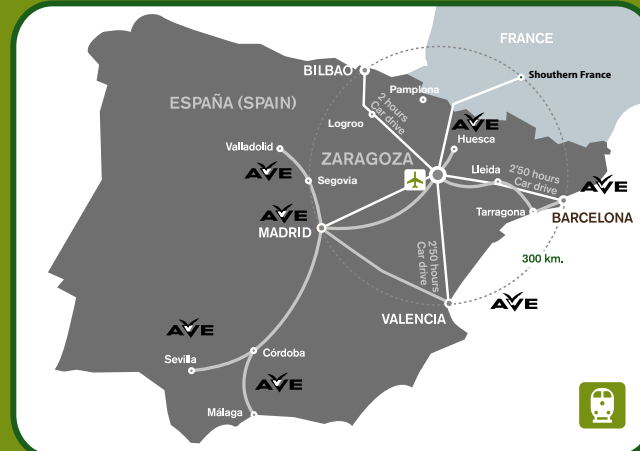 FRANCE
BILBAO
Shouthern France
Pamplona
ESPAÑA (SPAIN)
2 hours
Car drive
Logroo
AVE
Huesca
Valladolid
ZARAGOZA
AVE
Segovia
Lleida
2'50 hours
Car drive
AVE
AVE
Tarragona
BARCELONA
MADRID
2'50 hours
Car drive
300 km.
AVE
VALENCIA
AVE
Córdoba
Sevilla
AVE
Málaga